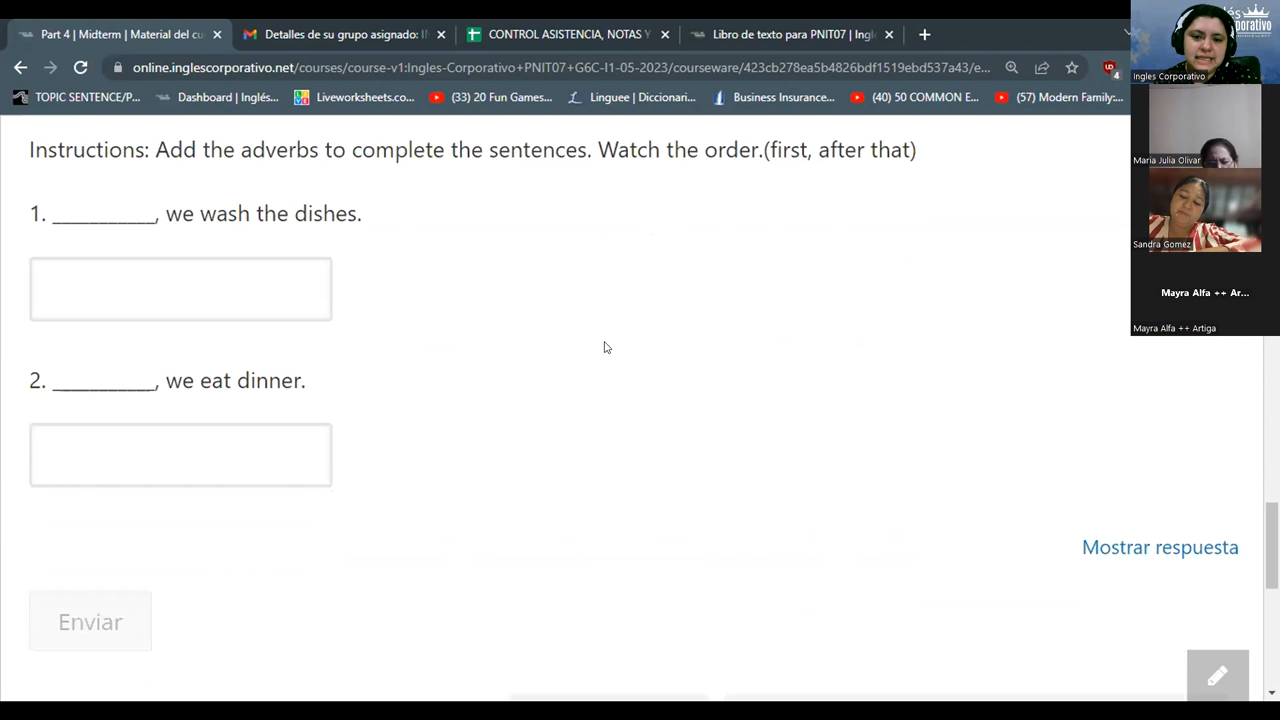 Part 4 | Midterm | Material del cu
Detalles de su grupo asignado: I
CONTROL ASISTENCIA, NOTAS Y
Libro de texto para PNIT07 | Ingl
online.inglescorporativo.net/courses/course-v1:Ingles-Corporativo+PNIT07+G6C-I1-05-2023/courseware/423cb278ea5b4826bdf1519ebd537a43/e...
TOPIC SENTENCE/P...
Dashboard | Inglés...
Liveworksheets.co...
(33) 20 Fun Games...
Linguee | Diccionari...
Business Insurance...
(40) 50 COMMON E...
(57) Modern Family:...
Instructions: Add the adverbs to complete the sentences. Watch the order.(first, after that)
1. ___________, we wash the dishes.
2. ___________, we eat dinner.
Mostrar respuesta
Enviar
Ingles Corporativo
Maria Julia Olivar
Sandra Gomez
Mayra Alfa ++ Ar...
Mayra Alfa ++ Artiga